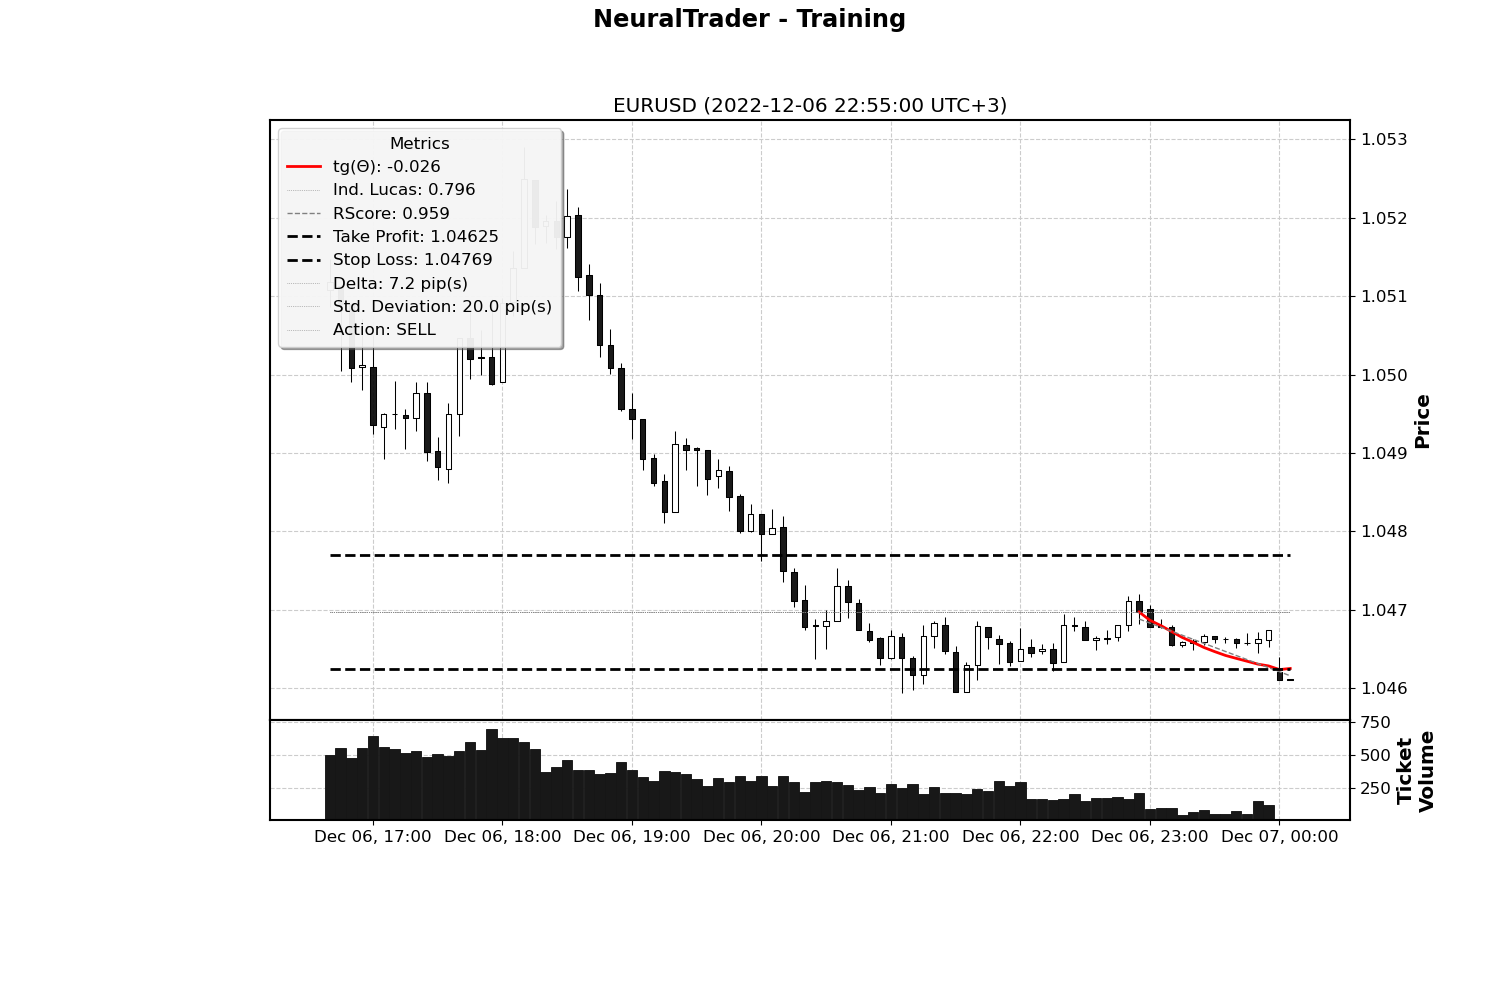 NeuralTrader - Training
EURUSD (2022-12-06 22:55:00 UTC+3)
Metrics
tg(Θ): -0.026
Ind. Lucas: 0.796
RScore: 0.959
Take Profit: 1.04625
Stop Loss: 1.04769
Delta: 7.2 pip(s)
Std. Deviation: 20.0 pip(s)
Action: SELL
1.053
1.052
1.051
1.050
1.049
1.048
1.047
1.046
Price
750
500
250
Ticket
Volume
Dec 06, 17:00 Dec 06, 18:00 Dec 06, 19:00 Dec 06, 20:00 Dec 06, 21:00 Dec 06, 22:00 Dec 06, 23:00 Dec 07, 00:00